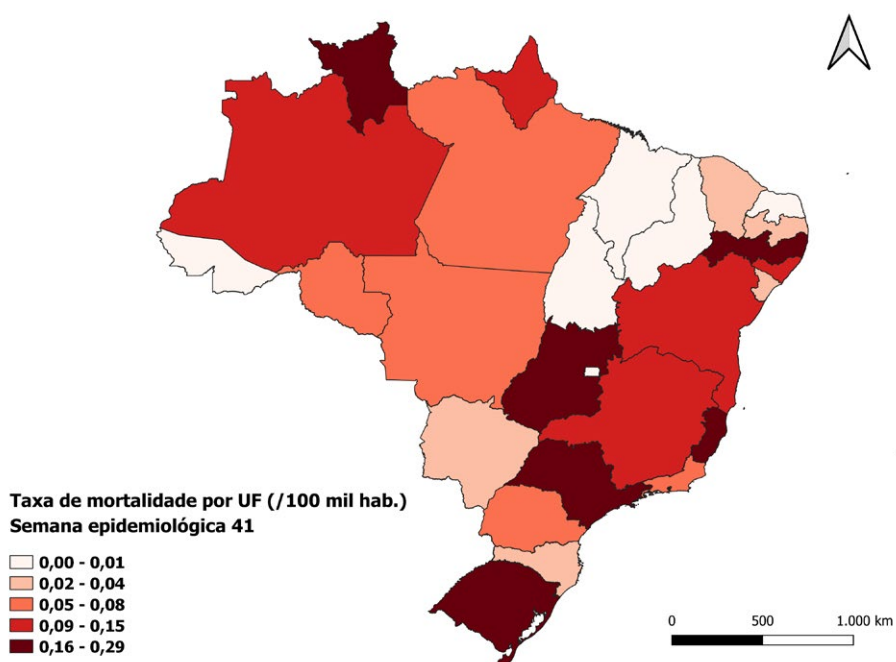 Taxa de mortalidade por UF (/100 mil hab.)
Semana epidemiológica 41
0,00 - 0,01
0,02 - 0,04
0,05 - 0,08
0,09 - 0,15
0,16 - 0,29
0 500 1.000 km